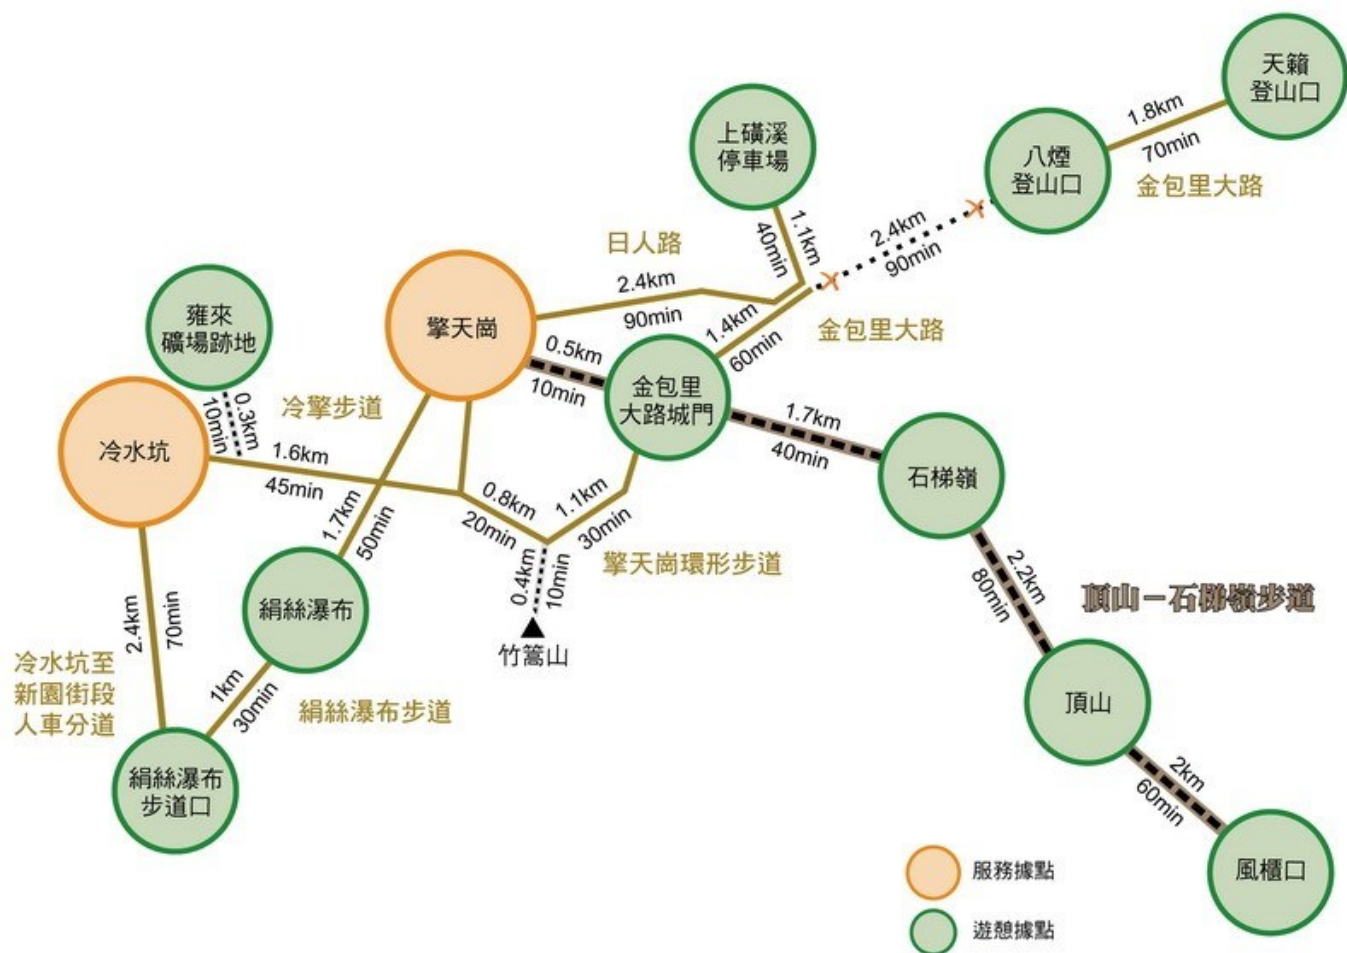 天籟
登山口
1.8km
70min
金包里大路
八煙
登山口
上磺溪
停車場
1.1km
40min
2.4km
90min
日人路
2.4km
90min
金包里大路
1.4km
60min
擎天崗
雍來
礦場跡地
0.5km
10min
金包里
大路城門
冷擎步道
0.3km
10min
冷水坑
1.6km
45min
1.7km
40min
石梯嶺
0.8km
20min
1.1km
30min
1.7km
50min
擎天崗環形步道
0.4km
10min
竹篙山
2.2km
80min
頂山－石梯嶺步道
絹絲瀑布
2.4km
70min
冷水坑至
新園街段
人車分道
1km
30min
絹絲瀑布步道
頂山
絹絲瀑布
步道口
2km
60min
風櫃口
服務據點
遊憩據點